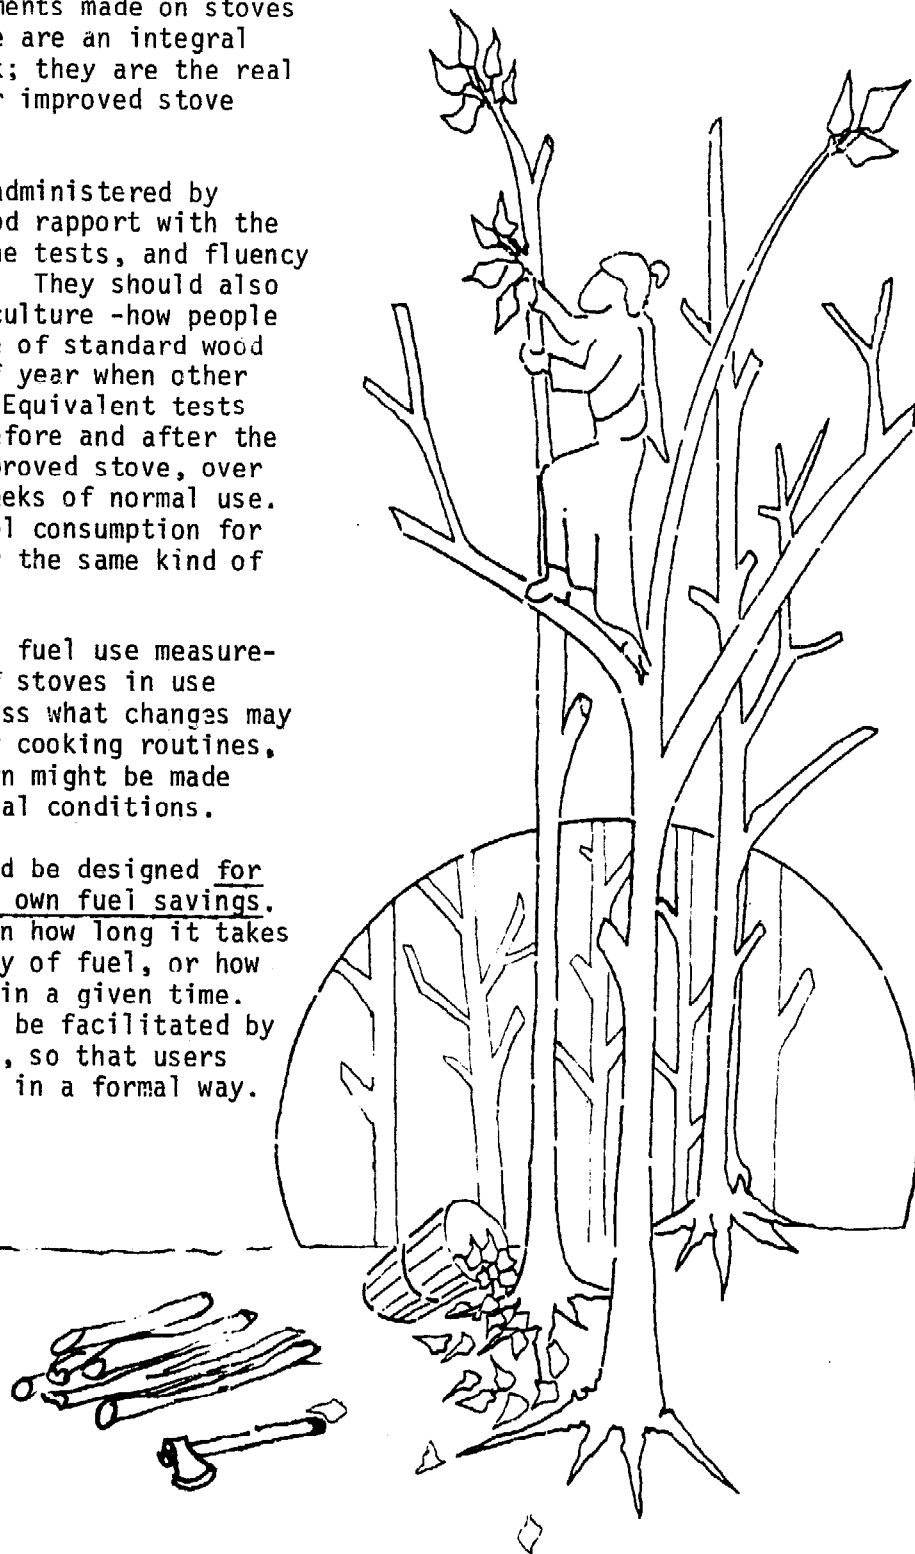 ments made on stoves
e are an integral
k; they are the real
r improved stove
administered by
od rapport with the
he tests, and fluency
They should also
culture -how people
e of standard wood
f year when other
Equivalent tests
efore and after the
proved stove, over
eeks of normal use.
el consumption for
r the same kind of
fuel use measure-
f stoves in use
ss what changes may
r cooking routines,
gn might be made
al conditions.
d be designed for
own fuel savings.
n how long it takes
y of fuel, or how
in a given time.
be facilitated by
, so that users
in a formal way.